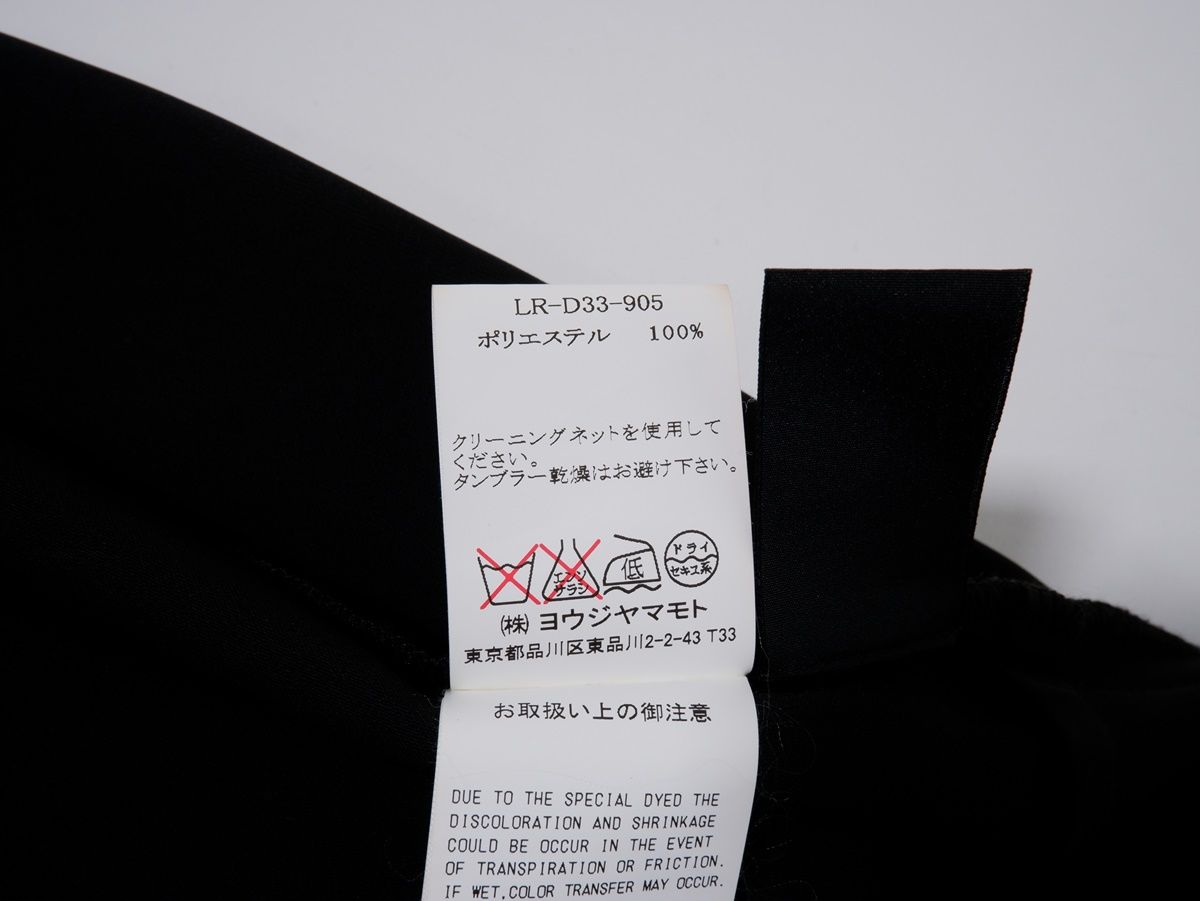 LR-D33-905
ポリエステル 100%
クリーニングネットを使用して
ください。
タンブラー乾燥はお避け下さい。
エンソ
サラシ
低
ドライ
セキユ系
(株) ヨウジヤマモト
東京都品川区東品川2-2-43 T33
お取扱い上の御注意
DUE TO THE SPECIAL DYED THE
DISCOLORATION AND SHRINKAGE
COULD BE OCCUR IN THE EVENT
OF TRANSPIRATION OR FRICTION.
IF WET,COLOR TRANSFER MAY OCCUR.